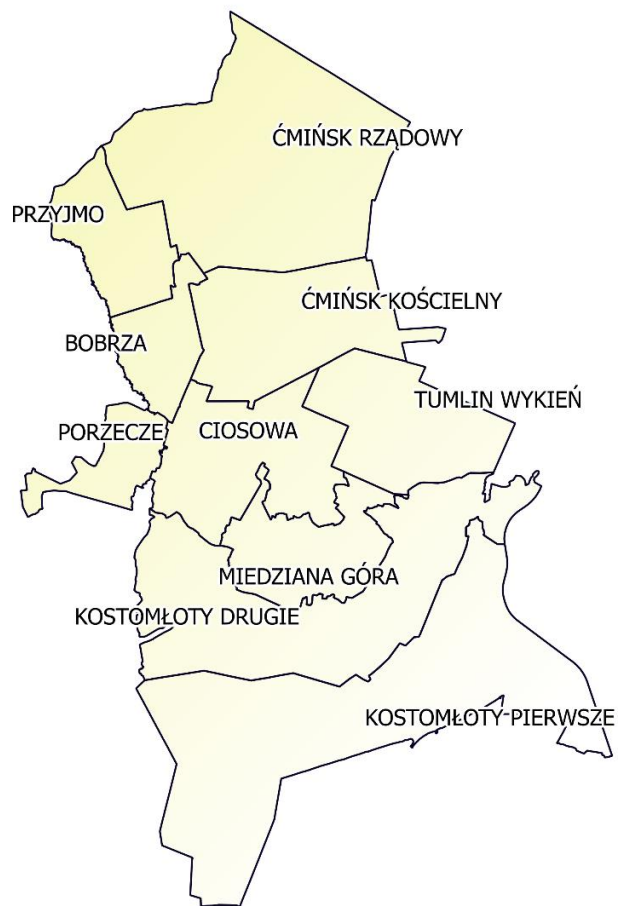 ĆMIŃSK RZĄDOWY
PRZYJMO
ĆMIŃSK KOŚCIELNY
BOBRZA
TUMLIN WYKIEŃ
PORZECZE
CIOSOWA
MIEDZIANA GÓRA
KOSTOMŁOTY DRUGIE
KOSTOMŁOTY PIERWSZE